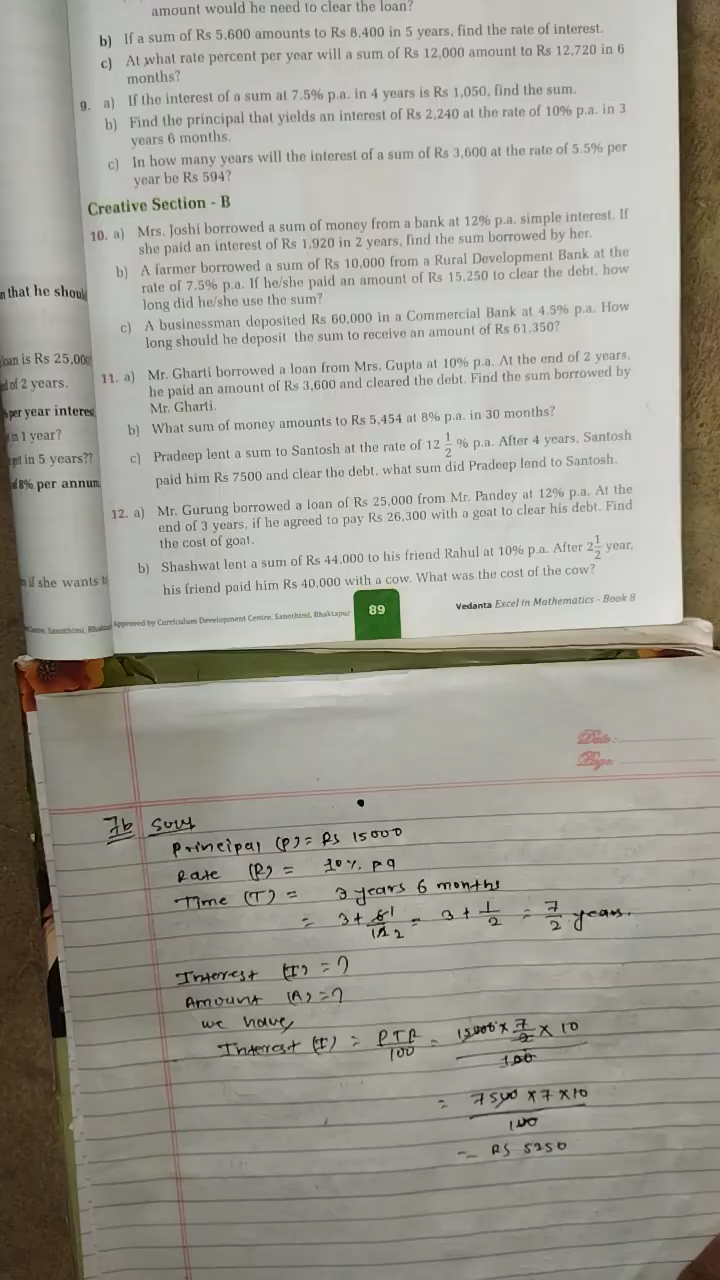 amount would he need to clear the loan?
b) If a sum of Rs 5,600 amounts to Rs 8,400 in 5 years, find the rate of interest.
c) At what rate percent per year will a sum of Rs 12,000 amount to Rs 12,720 in 6
months?
9. a) If the interest of a sum at 7.5% p.a. in 4 years is Rs 1,050, find the sum.
b) Find the principal that yields an interest of Rs 2,240 at the rate of 10% p.a. in 3
years 6 months.
c) In how many years will the interest of a sum of Rs 3,600 at the rate of 5.5% per
year be Rs 594?
Creative Section - B
10. a) Mrs. Joshi borrowed a sum of money from a bank at 12% p.a. simple interest. If
she paid an interest of Rs 1,920 in 2 years, find the sum borrowed by her.
b) A farmer borrowed a sum of Rs 10,000 from a Rural Development Bank at the
rate of 7.5% p.a. If he/she paid an amount of Rs 15,250 to clear the debt, how
long did he/she use the sum?
c) A businessman deposited Rs 60,000 in a Commercial Bank at 4.5% p.a. How
long should he deposit the sum to receive an amount of Rs 61,350?
11. a) Mr. Gharti borrowed a loan from Mrs. Gupta at 10% p.a. At the end of 2 years,
he paid an amount of Rs 3,600 and cleared the debt. Find the sum borrowed by
Mr. Gharti.
b) What sum of money amounts to Rs 5,454 at 8% p.a. in 30 months?
c) Pradeep lent a sum to Santosh at the rate of 12 1/2 % p.a. After 4 years, Santosh
paid him Rs 7500 and clear the debt. what sum did Pradeep lend to Santosh.
12. a) Mr. Gurung borrowed a loan of Rs 25,000 from Mr. Pandey at 12% p.a. At the
end of 3 years, if he agreed to pay Rs 26,300 with a goat to clear his debt. Find
the cost of goat.
b) Shashwat lent a sum of Rs 44,000 to his friend Rahul at 10% p.a. After 2 1/2 year,
his friend paid him Rs 40,000 with a cow. What was the cost of the cow?
Approved by Curriculum Development Centre, Sanothimi, Bhaktapur 89 Vedanta Excel in Mathematics - Book 8
that he shoul
loan is Rs 25,000
of 2 years.
per year interes
in 1 year?
in 5 years??
8% per annum
if she wants t
Sanothimi,
Date:
Page:
7b Soln
Principal (P) = Rs 15000
Rate (R) = 10% pa
Time (T) = 3 years 6 months
= 3 + 6 1/12 2 = 3 + 1/2 = 7/2 years.
Interest (I) = ?
Amount (A) = ?
we have,
Interest (I) = PTR/100 = 15000 x 7/2 x 10 / 100
= 7500 x 7 x 10 / 100
= RS 5250